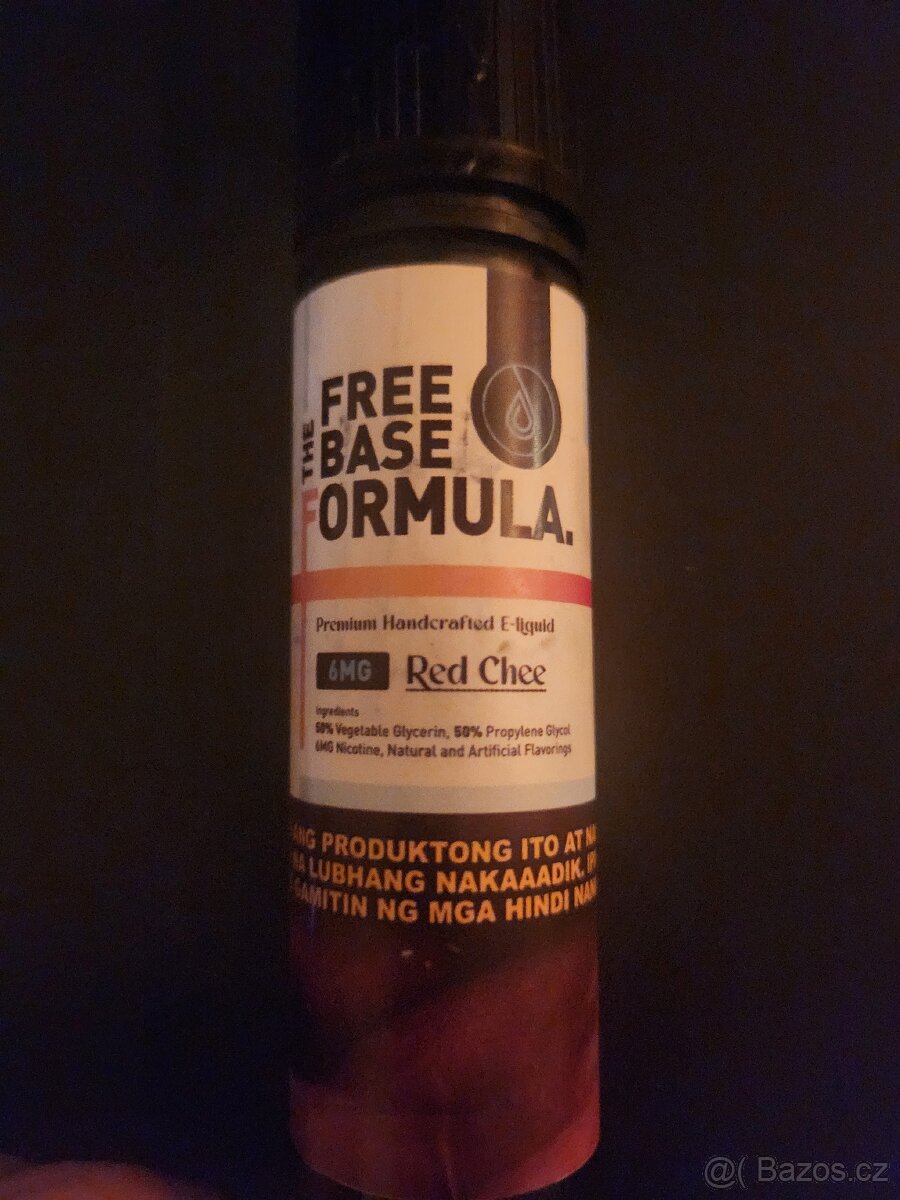 THE
FREE
BASE
FORMULA.
Premium Handcrafted E-liquid
6MG Red Chee
Ingredients
50% Vegetable Glycerin, 50% Propylene Glycol
6MG Nicotine, Natural and Artificial Flavorings
ANG PRODUKTONG ITO AT
LUBHANG NAKAAADIK.
GAMITIN NG MGA HINDI
@( Bazos.cz